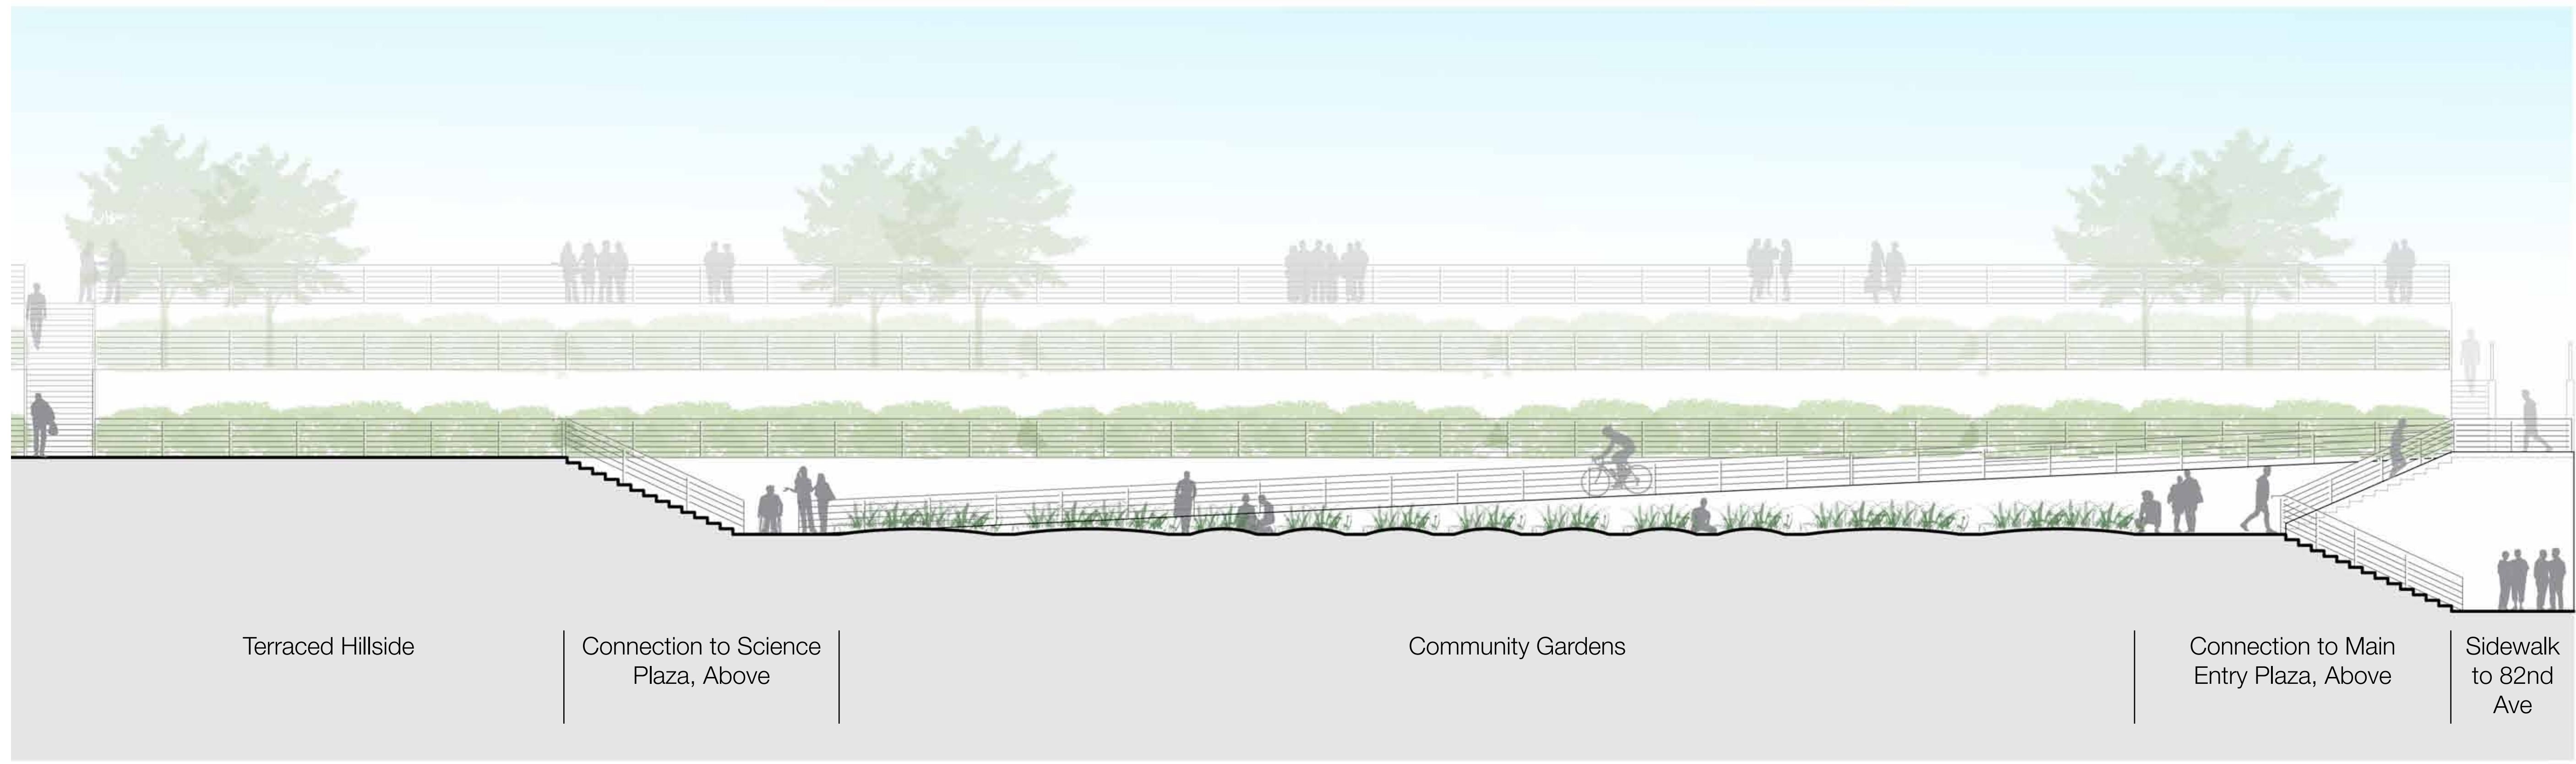 Terraced Hillside
Connection to Science
Plaza, Above
Community Gardens
Connection to Main
Entry Plaza, Above
Sidewalk
to 82nd
Ave